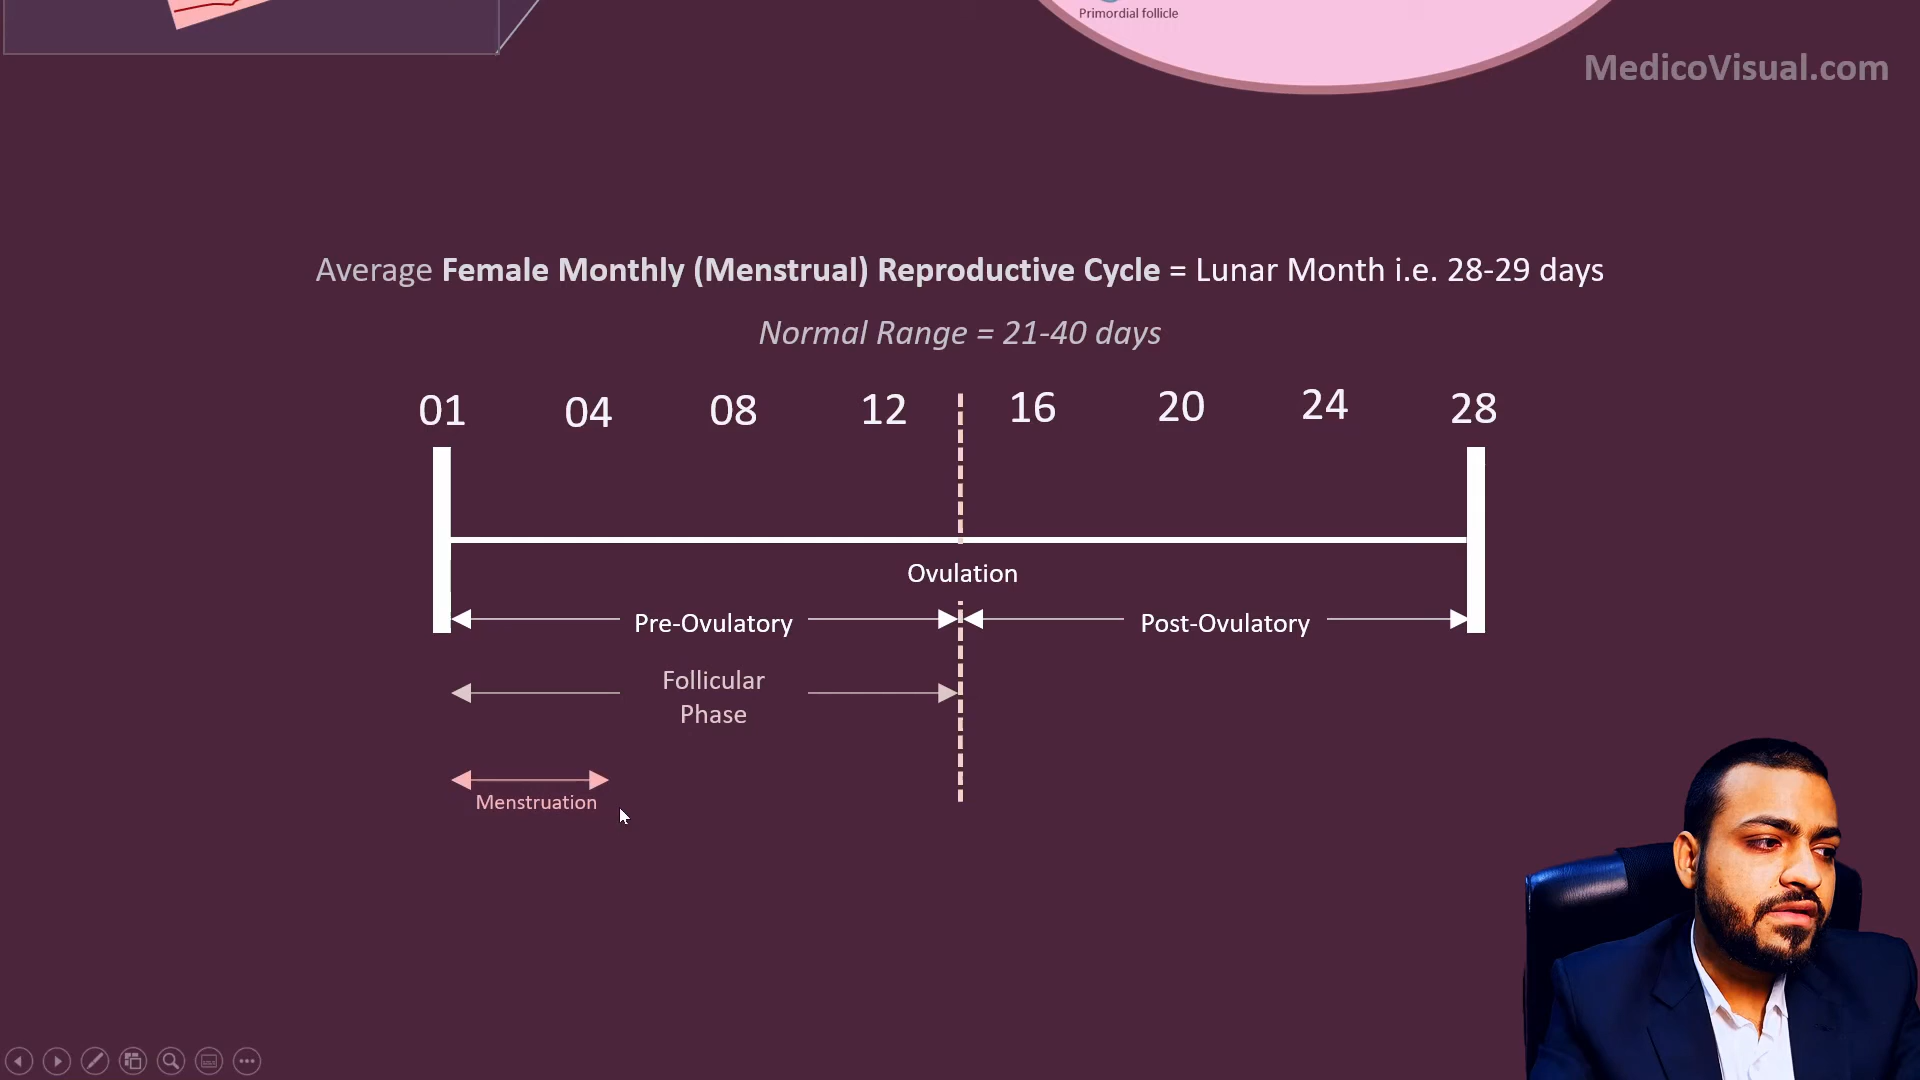 Primordial follicle
MedicoVisual.com
Average Female Monthly (Menstrual) Reproductive Cycle = Lunar Month i.e. 28-29 days
Normal Range = 21-40 days
01 04 08 12 16 20 24 28
Ovulation
Pre-Ovulatory Post-Ovulatory
Follicular
Phase
Menstruation